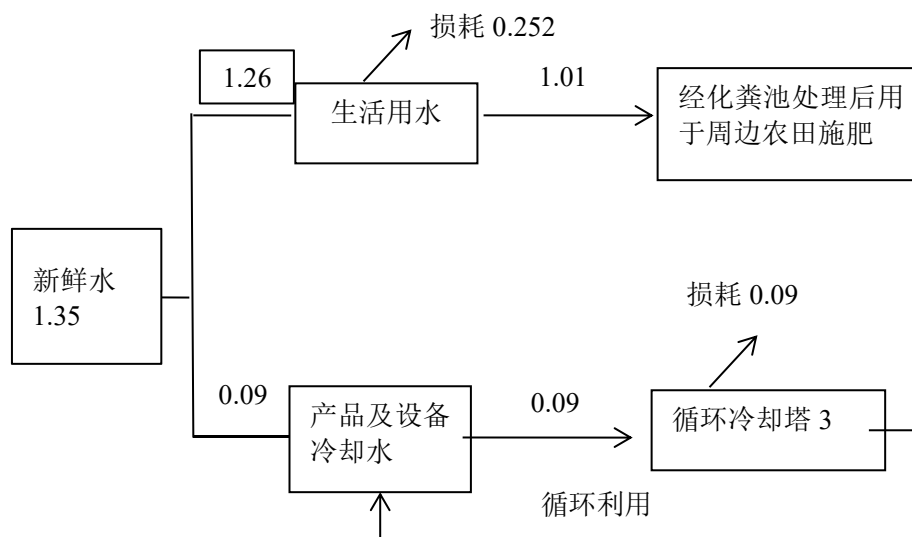 损耗 0.252
1.26
1.01
生活用水
经化粪池处理后用
于周边农田施肥
新鲜水
1.35
损耗 0.09
0.09
产品及设备
冷却水
0.09
循环冷却塔 3
循环利用